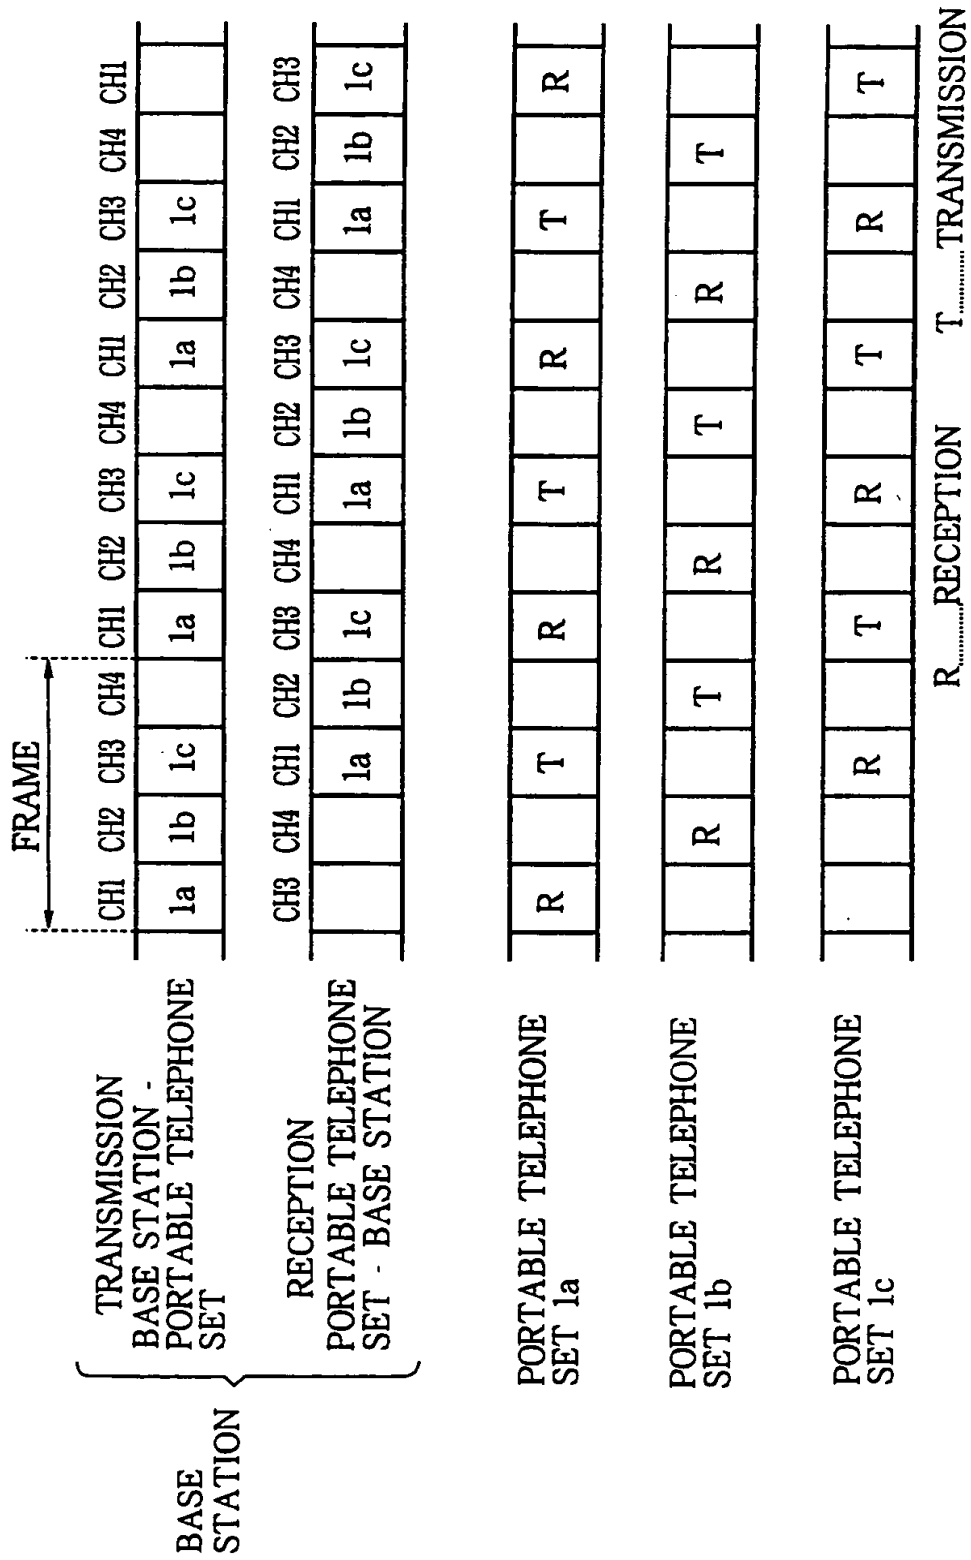 FRAME
CH1 CH2 CH3 CH4 CH1 CH2 CH3 CH4 CH1 CH2 CH3 CH4 CH1
BASE
STATION
TRANSMISSION
BASE STATION -
PORTABLE TELEPHONE
SET
1a 1b 1c 1a 1b 1c 1a 1b 1c
CH3 CH4 CH1 CH2 CH3 CH4 CH1 CH2 CH3 CH4 CH1 CH2 CH3
RECEPTION
PORTABLE TELEPHONE
SET - BASE STATION
1a 1b 1c 1a 1b 1c 1a 1b 1c
PORTABLE TELEPHONE
SET 1a
R T R T R T R
PORTABLE TELEPHONE
SET 1b
R T R T R T
PORTABLE TELEPHONE
SET 1c
R T R T R T
R........RECEPTION T........TRANSMISSION